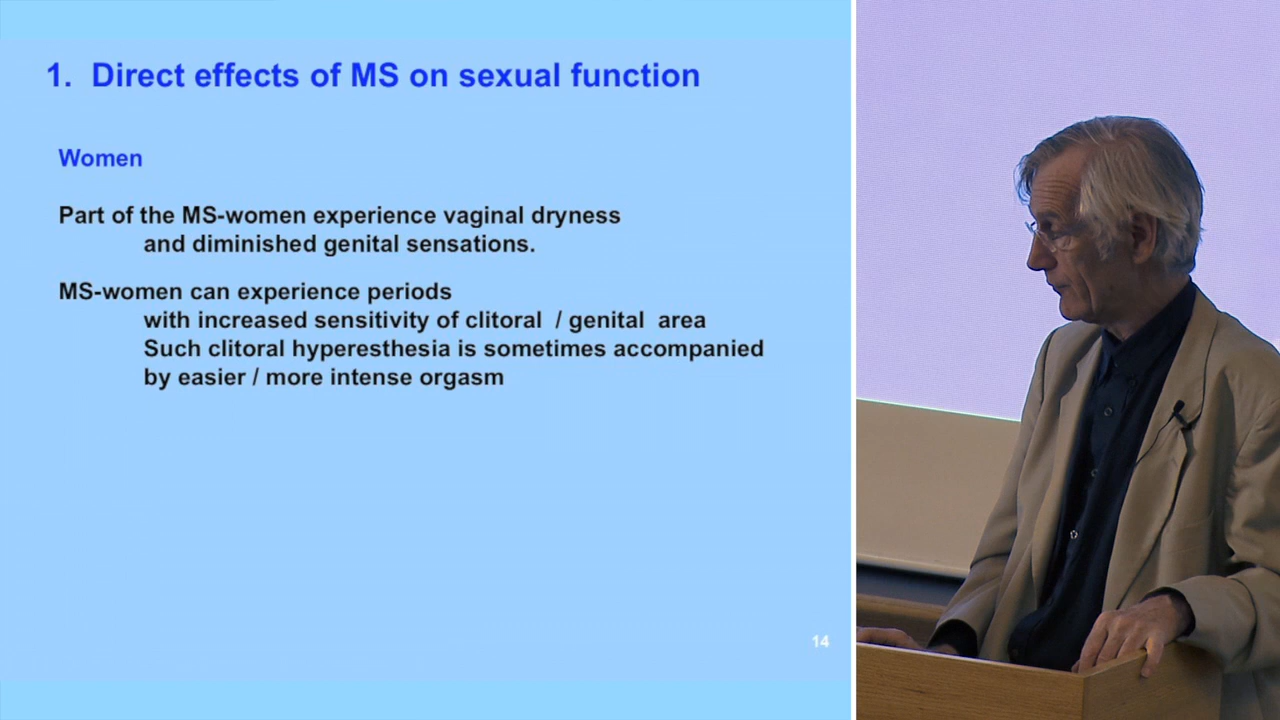 1. Direct effects of MS on sexual function
Women
Part of the MS-women experience vaginal dryness
and diminished genital sensations.
MS-women can experience periods
with increased sensitivity of clitoral / genital area
Such clitoral hyperesthesia is sometimes accompanied
by easier / more intense orgasm
14